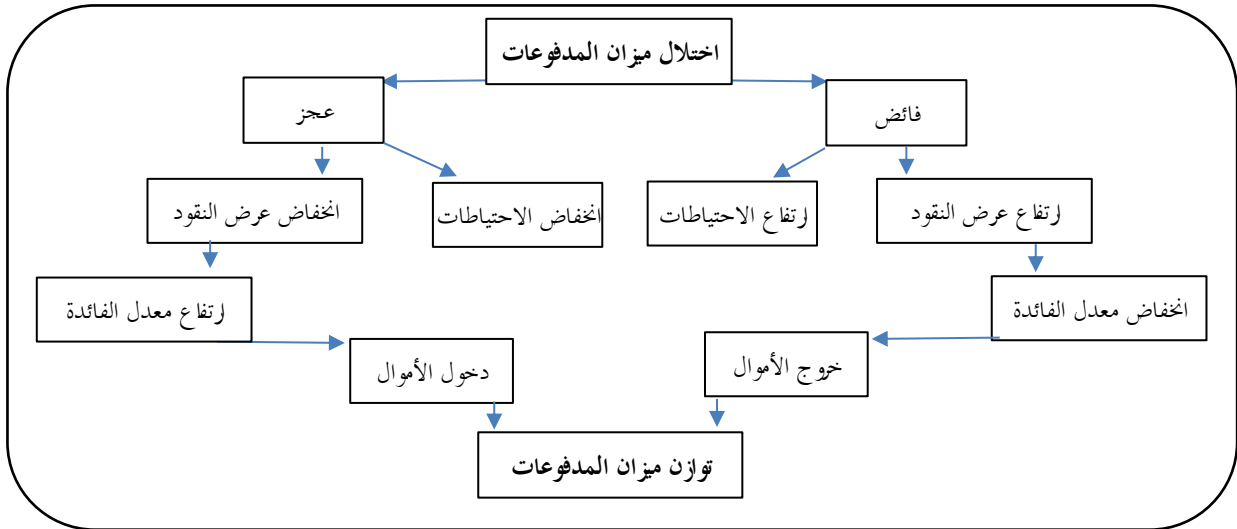 اختلال ميزان المدفوعات
فائض
عجز
ارتفاع عرض النقود
ارتفاع الاحتياطات
انخفاض الاحتياطات
انخفاض عرض النقود
انخفاض معدل الفائدة
ارتفاع معدل الفائدة
خروج الأموال
دخول الأموال
توازن ميزان المدفوعات